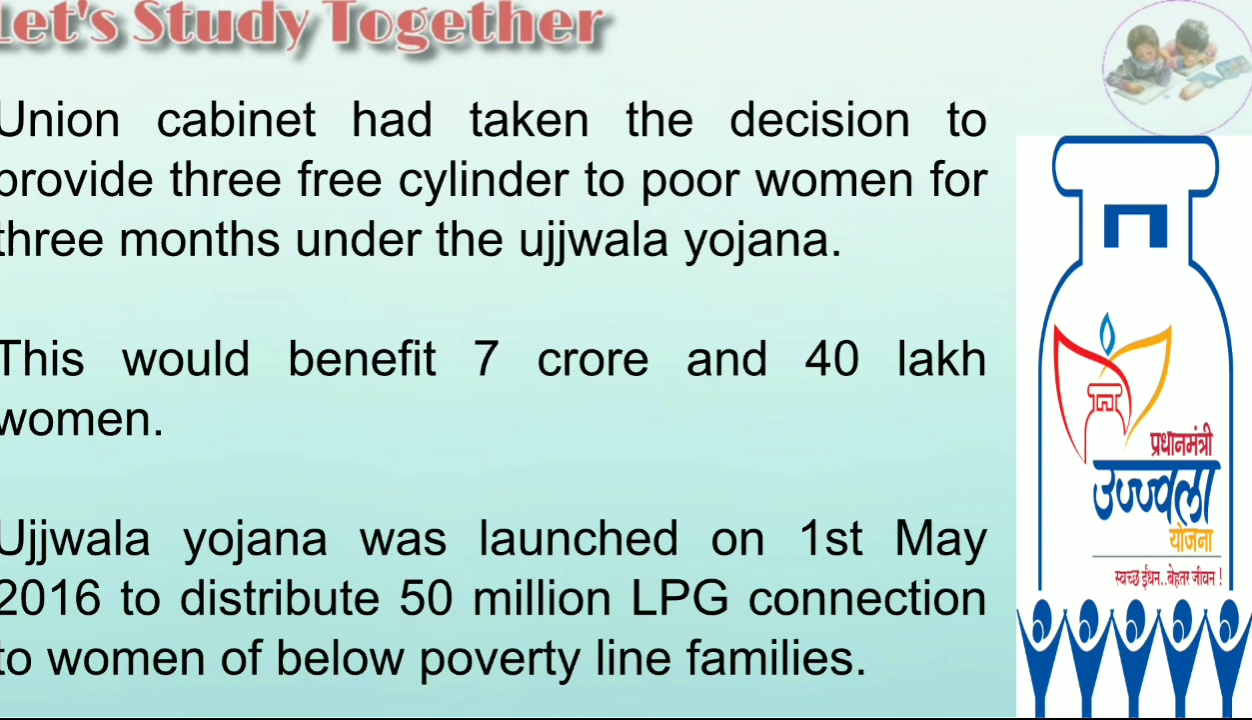 Let's Study Together
Union cabinet had taken the decision to
provide three free cylinder to poor women for
three months under the ujjwala yojana.
This would benefit 7 crore and 40 lakh
women.
Ujjwala yojana was launched on 1st May
2016 to distribute 50 million LPG connection
to women of below poverty line families.
प्रधानमंत्री
उज्ज्वला
योजना
स्वच्छ ईंधन..बेहतर जीवन !